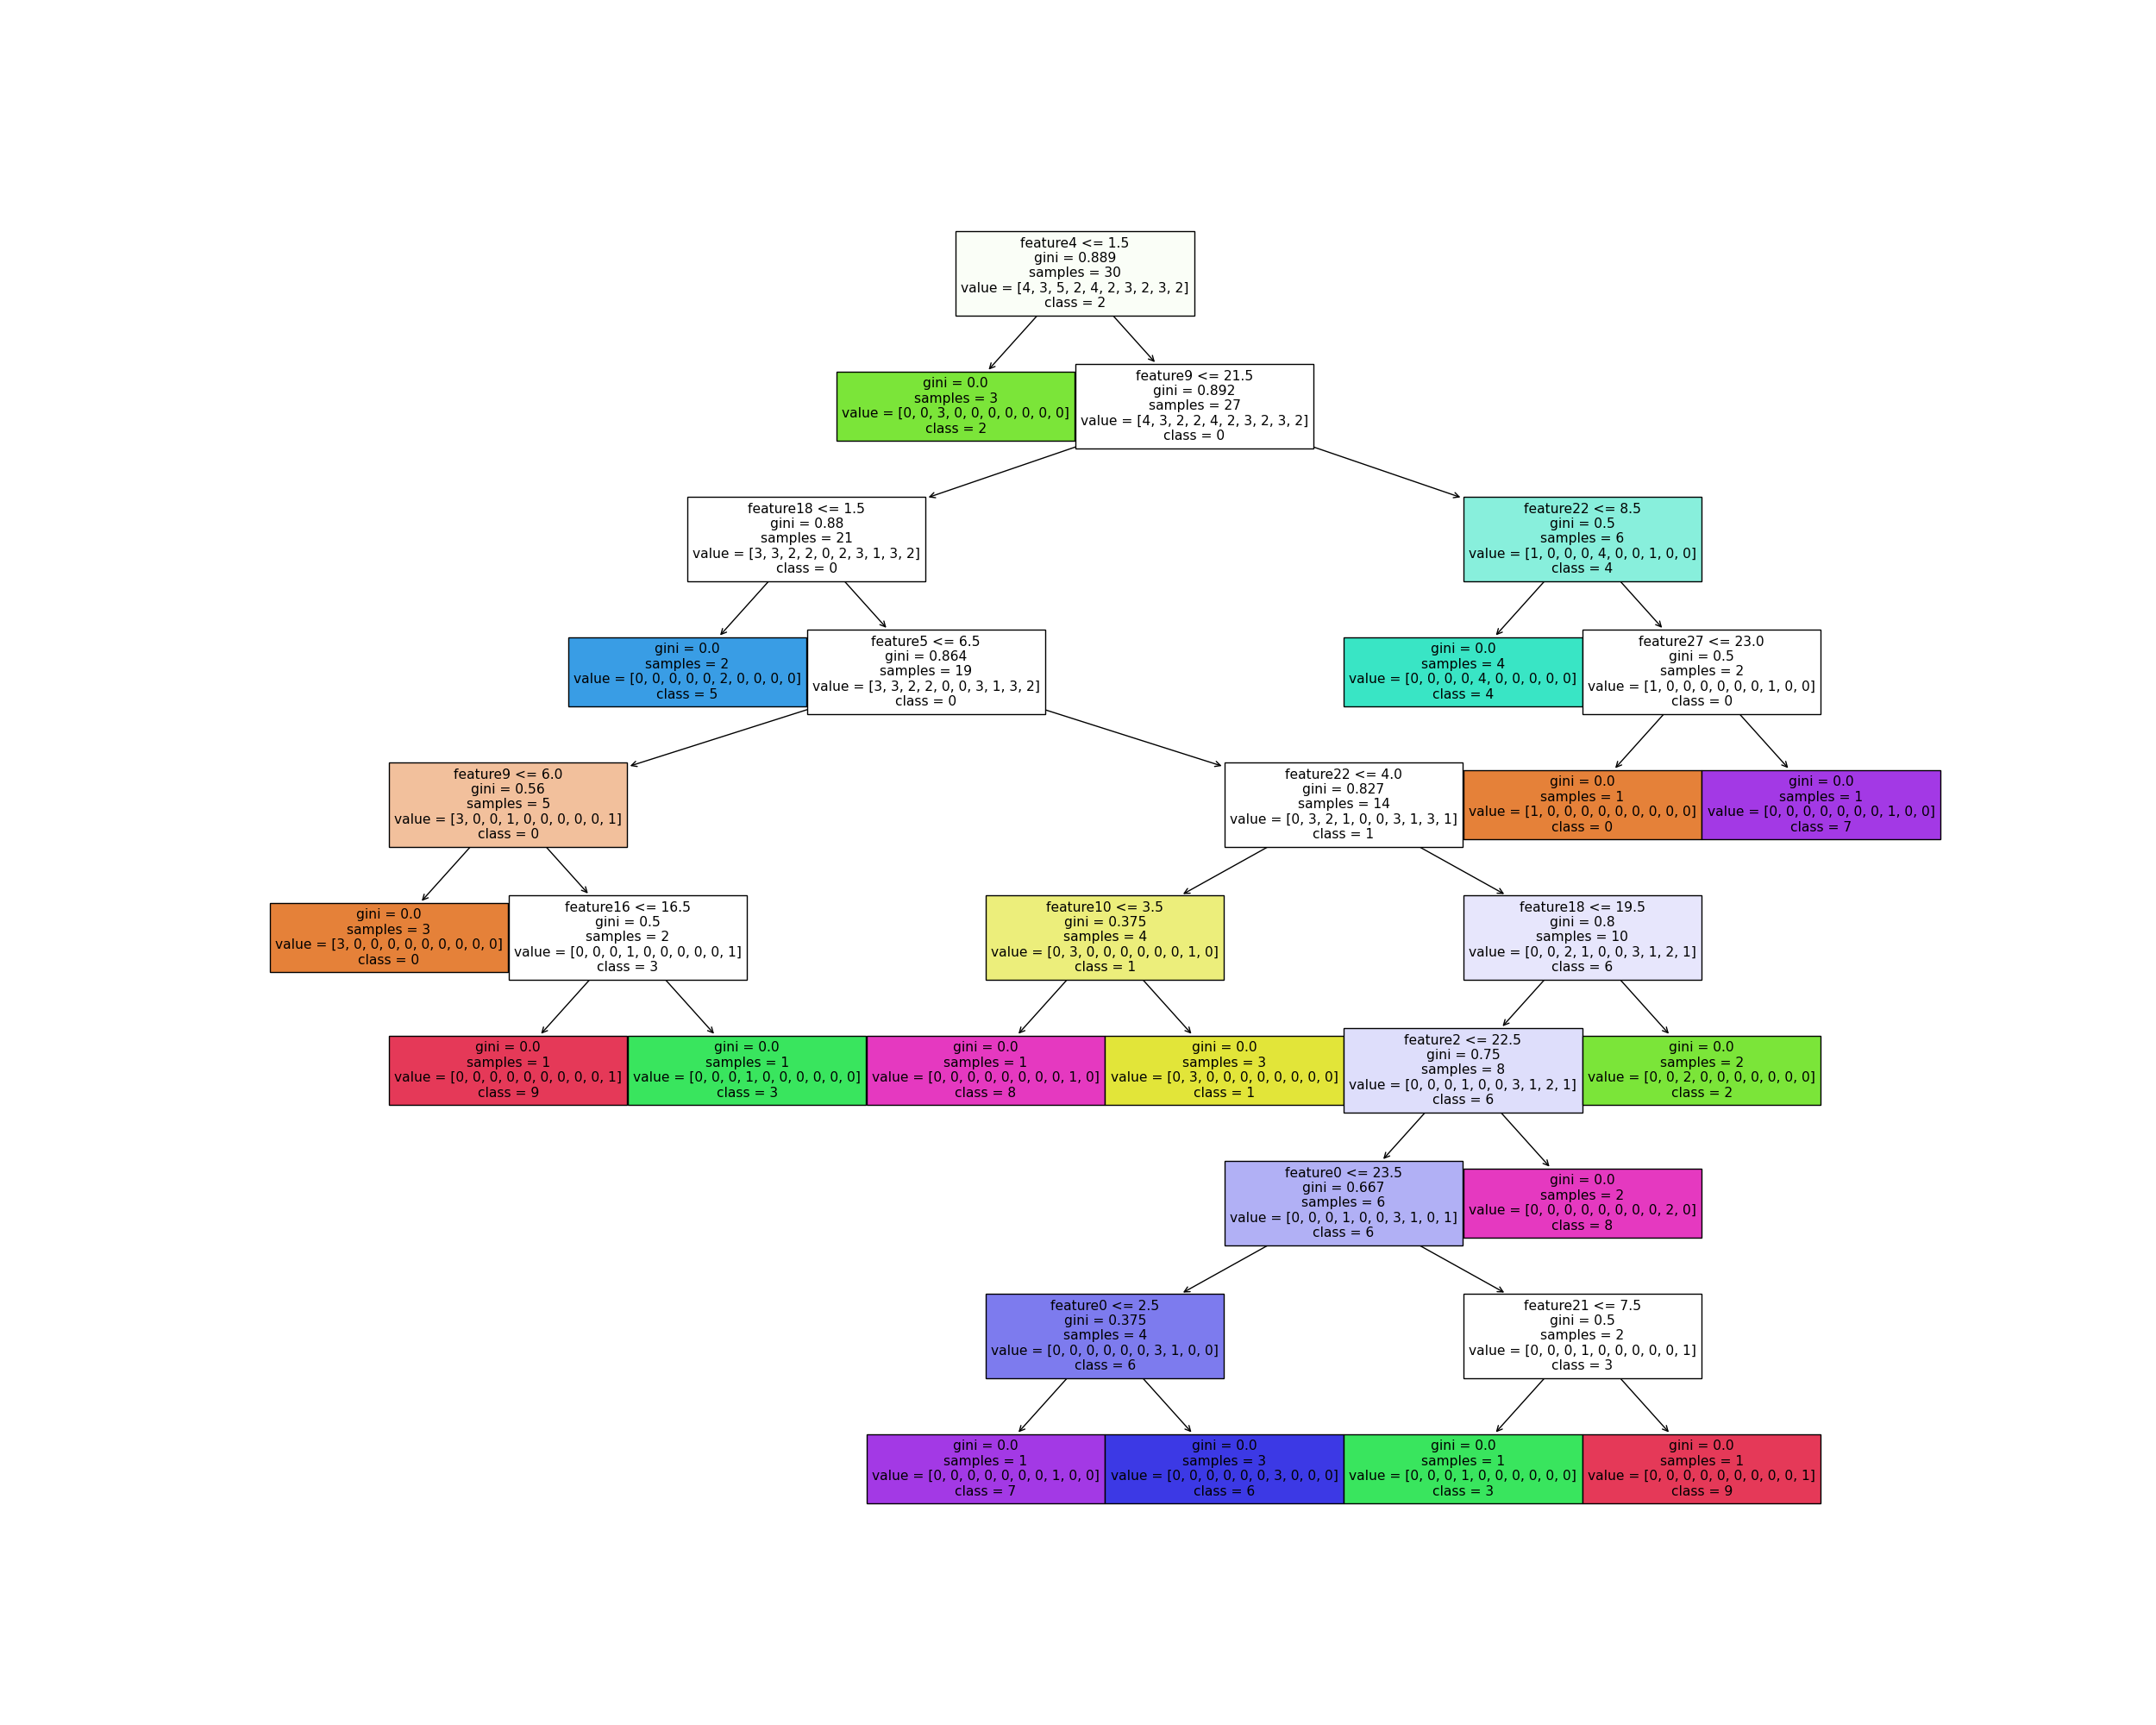 feature4 <= 1.5
gini = 0.889
samples = 30
value = [4, 3, 5, 2, 4, 2, 3, 2, 3, 2]
class = 2
gini = 0.0
samples = 3
value = [0, 0, 3, 0, 0, 0, 0, 0, 0, 0]
class = 2
feature9 <= 21.5
gini = 0.892
samples = 27
value = [4, 3, 2, 2, 4, 2, 3, 2, 3, 2]
class = 0
feature18 <= 1.5
gini = 0.88
samples = 21
value = [3, 3, 2, 2, 0, 2, 3, 1, 3, 2]
class = 0
feature22 <= 8.5
gini = 0.5
samples = 6
value = [1, 0, 0, 0, 4, 0, 0, 1, 0, 0]
class = 4
gini = 0.0
samples = 2
value = [0, 0, 0, 0, 0, 2, 0, 0, 0, 0]
class = 5
feature5 <= 6.5
gini = 0.864
samples = 19
value = [3, 3, 2, 2, 0, 0, 3, 1, 3, 2]
class = 0
gini = 0.0
samples = 4
value = [0, 0, 0, 0, 4, 0, 0, 0, 0, 0]
class = 4
feature27 <= 23.0
gini = 0.5
samples = 2
value = [1, 0, 0, 0, 0, 0, 0, 1, 0, 0]
class = 0
feature9 <= 6.0
gini = 0.56
samples = 5
value = [3, 0, 0, 1, 0, 0, 0, 0, 0, 1]
class = 0
feature22 <= 4.0
gini = 0.827
samples = 14
value = [0, 3, 2, 1, 0, 0, 3, 1, 3, 1]
class = 1
gini = 0.0
samples = 1
value = [1, 0, 0, 0, 0, 0, 0, 0, 0, 0]
class = 0
gini = 0.0
samples = 1
value = [0, 0, 0, 0, 0, 0, 0, 1, 0, 0]
class = 7
gini = 0.0
samples = 3
value = [3, 0, 0, 0, 0, 0, 0, 0, 0, 0]
class = 0
feature16 <= 16.5
gini = 0.5
samples = 2
value = [0, 0, 0, 1, 0, 0, 0, 0, 0, 1]
class = 3
feature10 <= 3.5
gini = 0.375
samples = 4
value = [0, 3, 0, 0, 0, 0, 0, 0, 1, 0]
class = 1
feature18 <= 19.5
gini = 0.8
samples = 10
value = [0, 0, 2, 1, 0, 0, 3, 1, 2, 1]
class = 6
gini = 0.0
samples = 1
value = [0, 0, 0, 0, 0, 0, 0, 0, 0, 1]
class = 9
gini = 0.0
samples = 1
value = [0, 0, 0, 1, 0, 0, 0, 0, 0, 0]
class = 3
gini = 0.0
samples = 1
value = [0, 0, 0, 0, 0, 0, 0, 0, 1, 0]
class = 8
gini = 0.0
samples = 3
value = [0, 3, 0, 0, 0, 0, 0, 0, 0, 0]
class = 1
feature2 <= 22.5
gini = 0.75
samples = 8
value = [0, 0, 0, 1, 0, 0, 3, 1, 2, 1]
class = 6
gini = 0.0
samples = 2
value = [0, 0, 2, 0, 0, 0, 0, 0, 0, 0]
class = 2
feature0 <= 23.5
gini = 0.667
samples = 6
value = [0, 0, 0, 1, 0, 0, 3, 1, 0, 1]
class = 6
gini = 0.0
samples = 2
value = [0, 0, 0, 0, 0, 0, 0, 0, 2, 0]
class = 8
feature0 <= 2.5
gini = 0.375
samples = 4
value = [0, 0, 0, 0, 0, 0, 3, 1, 0, 0]
class = 6
feature21 <= 7.5
gini = 0.5
samples = 2
value = [0, 0, 0, 1, 0, 0, 0, 0, 0, 1]
class = 3
gini = 0.0
samples = 1
value = [0, 0, 0, 0, 0, 0, 0, 1, 0, 0]
class = 7
gini = 0.0
samples = 3
value = [0, 0, 0, 0, 0, 0, 3, 0, 0, 0]
class = 6
gini = 0.0
samples = 1
value = [0, 0, 0, 1, 0, 0, 0, 0, 0, 0]
class = 3
gini = 0.0
samples = 1
value = [0, 0, 0, 0, 0, 0, 0, 0, 0, 1]
class = 9